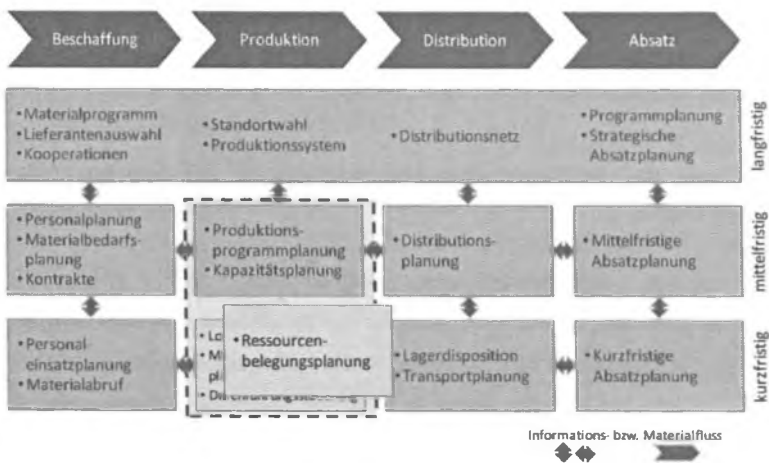 Beschaffung
Produktion
Distribution
Absatz
• Materialprogramm
• Lieferantenauswahl
• Kooperationen
• Standortwahl
• Produktionssystem
• Distributionsnetz
• Programmplanung
• Strategische
Absatzplanung
langfristig
• Personalplanung
• Materialbedarfs-
planung
• Kontrakte
• Produktions-
programmplanung
• Kapazitätsplanung
• Distributions-
planung
• Mittelfristige
Absatzplanung
mittelfristig
• Personal-
einsatzplanung
• Materialabruf
• Ressourcen-
belegungsplanung
• Lagerdisposition
• Transportplanung
• Kurzfristige
Absatzplanung
kurzfristig
Informations- bzw. Materialfluss